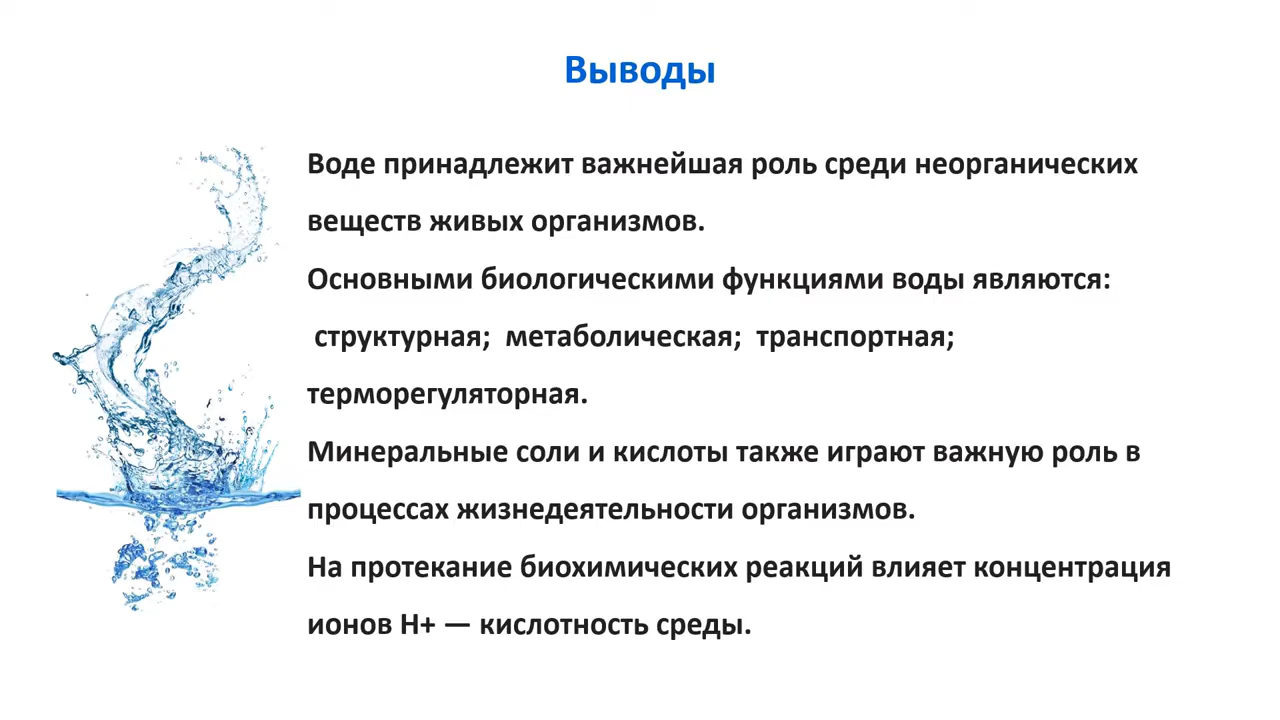 Выводы
Воде принадлежит важнейшая роль среди неорганических
веществ живых организмов.
Основными биологическими функциями воды являются:
структурная; метаболическая; транспортная;
терморегуляторная.
Минеральные соли и кислоты также играют важную роль в
процессах жизнедеятельности организмов.
На протекание биохимических реакций влияет концентрация
ионов H+ — кислотность среды.